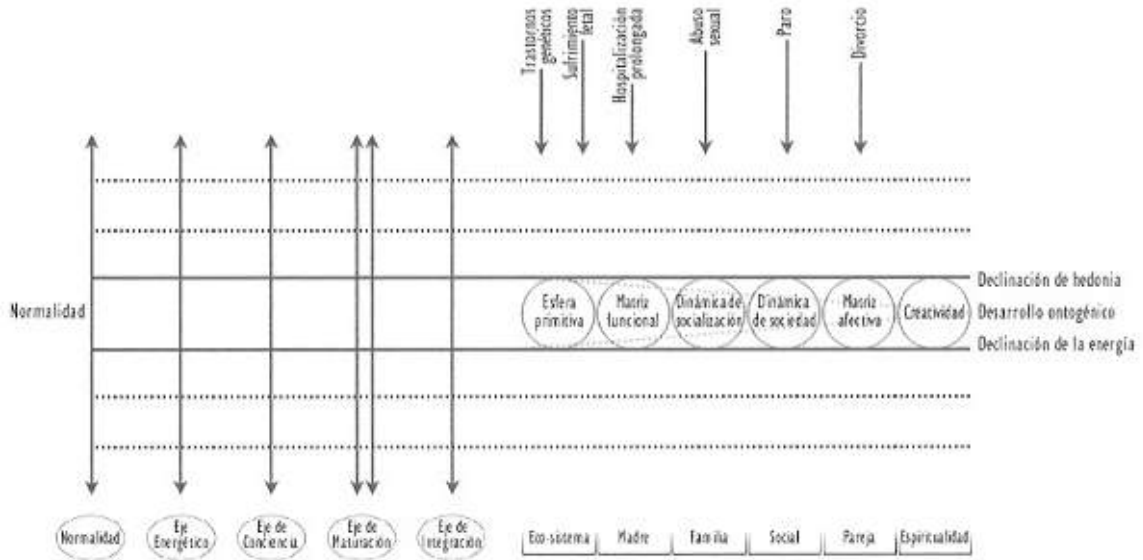 Trastornos
genéticos
Sufrimiento
fetal
Hospitalización
prolongada
Abuso
sexual
Paro
Divorcio
Normalidad
Esfera
primitiva
Matriz
funcional
Dinámica de
socialización
Dinámica
de sociedad
Matriz
afectiva
Creatividad
Declinación de hedonia
Desarrollo ontogénico
Declinación de la energía
Normalidad
Eje
Energético
Eje de
Conciencia
Eje de
Maturación
Eje de
Integración
Eco-sistema
Madre
Familia
Social
Pareja
Espiritualidad